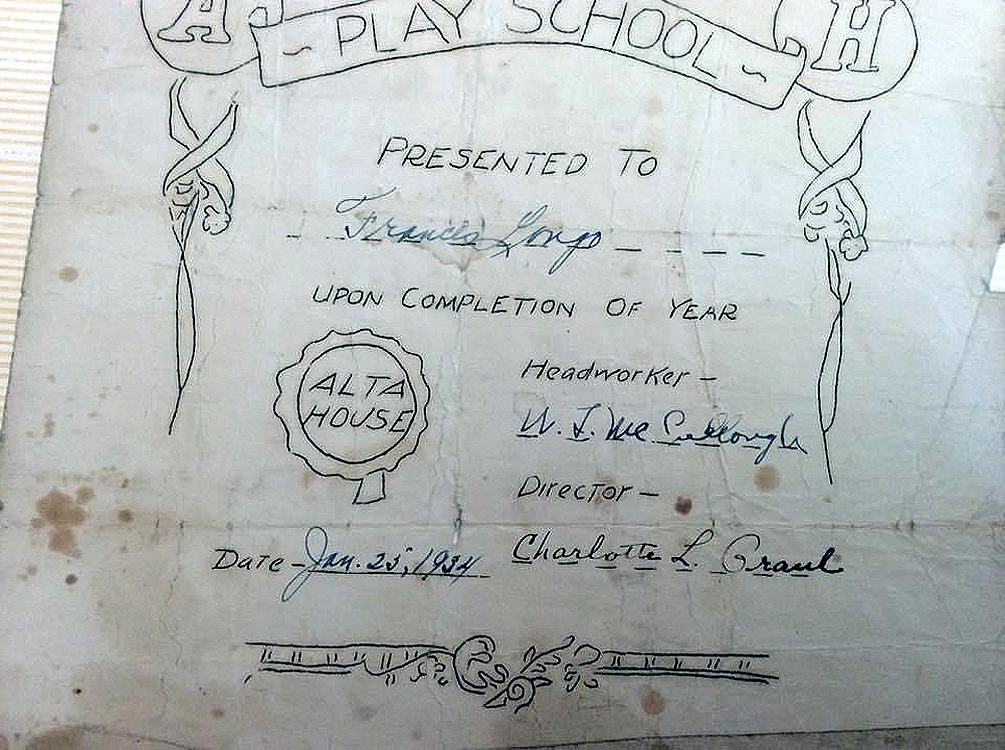 A H
~ PLAY SCHOOL ~
PRESENTED TO
Francis Longo
UPON COMPLETION OF YEAR
ALTA
HOUSE
Headworker -
W. J. McCullough
Director -
Charlotte L. Praul
Date - Jan. 25, 1934